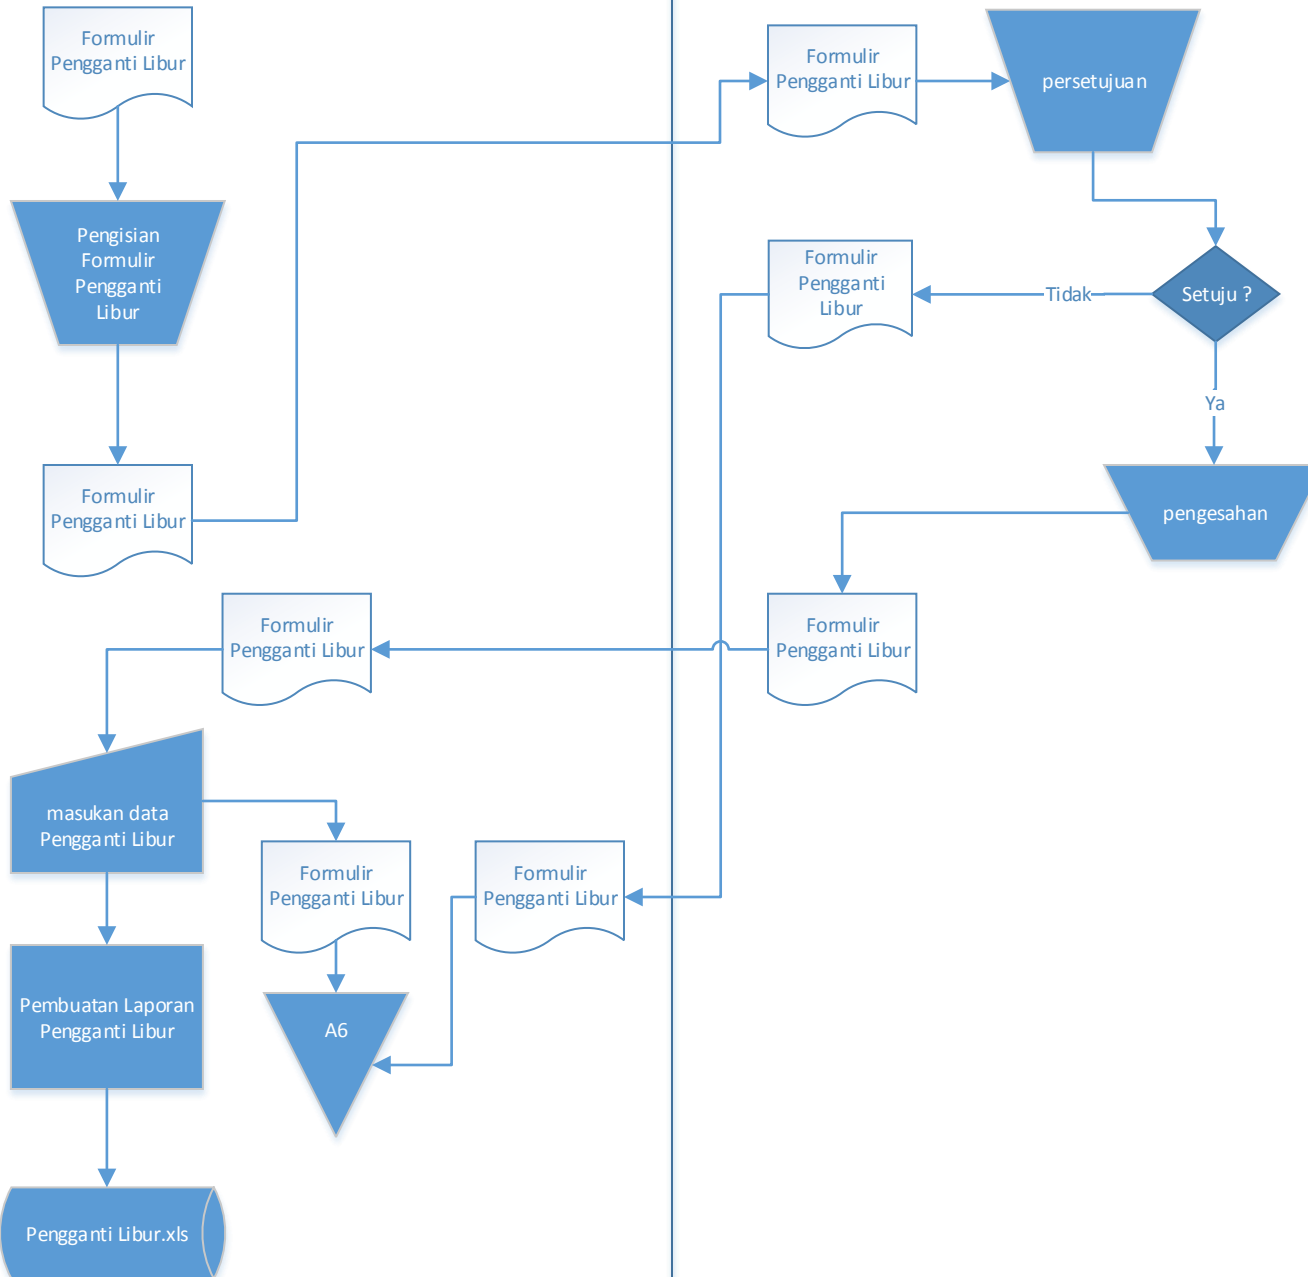 Formulir
Pengganti Libur
Formulir
Pengganti Libur
persetujuan
Pengisian
Formulir
Pengganti
Libur
Formulir
Pengganti
Libur
Tidak
Setuju ?
Ya
Formulir
Pengganti Libur
pengesahan
Formulir
Pengganti Libur
Formulir
Pengganti Libur
masukan data
Pengganti Libur
Formulir
Pengganti Libur
Formulir
Pengganti Libur
Pembuatan Laporan
Pengganti Libur
A6
Pengganti Libur.xls